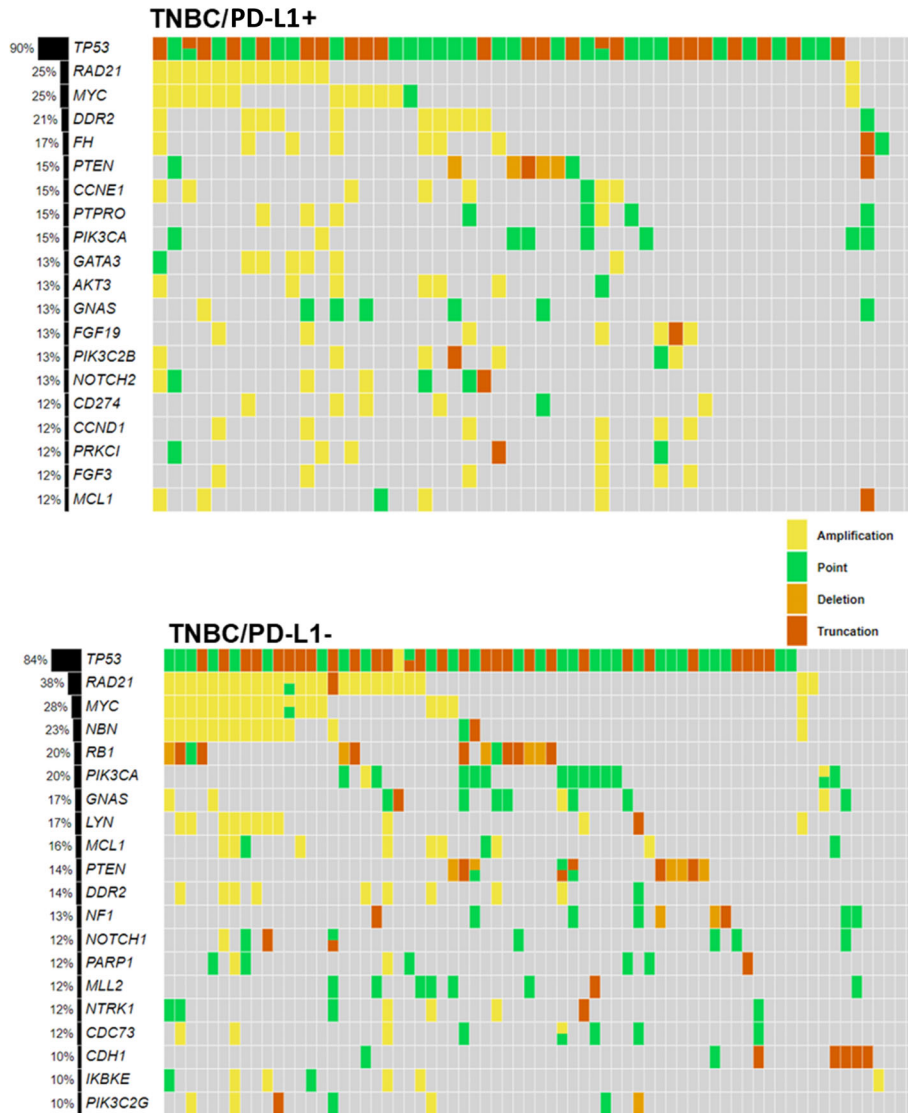 TNBC/PD-L1+
90% TP53
25% RAD21
25% MYC
21% DDR2
17% FH
15% PTEN
15% CCNE1
15% PTPRO
15% PIK3CA
13% GATA3
13% AKT3
13% GNAS
13% FGF19
13% PIK3C2B
13% NOTCH2
12% CD274
12% CCND1
12% PRKCI
12% FGF3
12% MCL1
Amplification
Point
Deletion
Truncation
TNBC/PD-L1-
84% TP53
38% RAD21
28% MYC
23% NBN
20% RB1
20% PIK3CA
17% GNAS
17% LYN
16% MCL1
14% PTEN
14% DDR2
13% NF1
12% NOTCH1
12% PARP1
12% MLL2
12% NTRK1
12% CDC73
10% CDH1
10% IKBKE
10% PIK3C2G